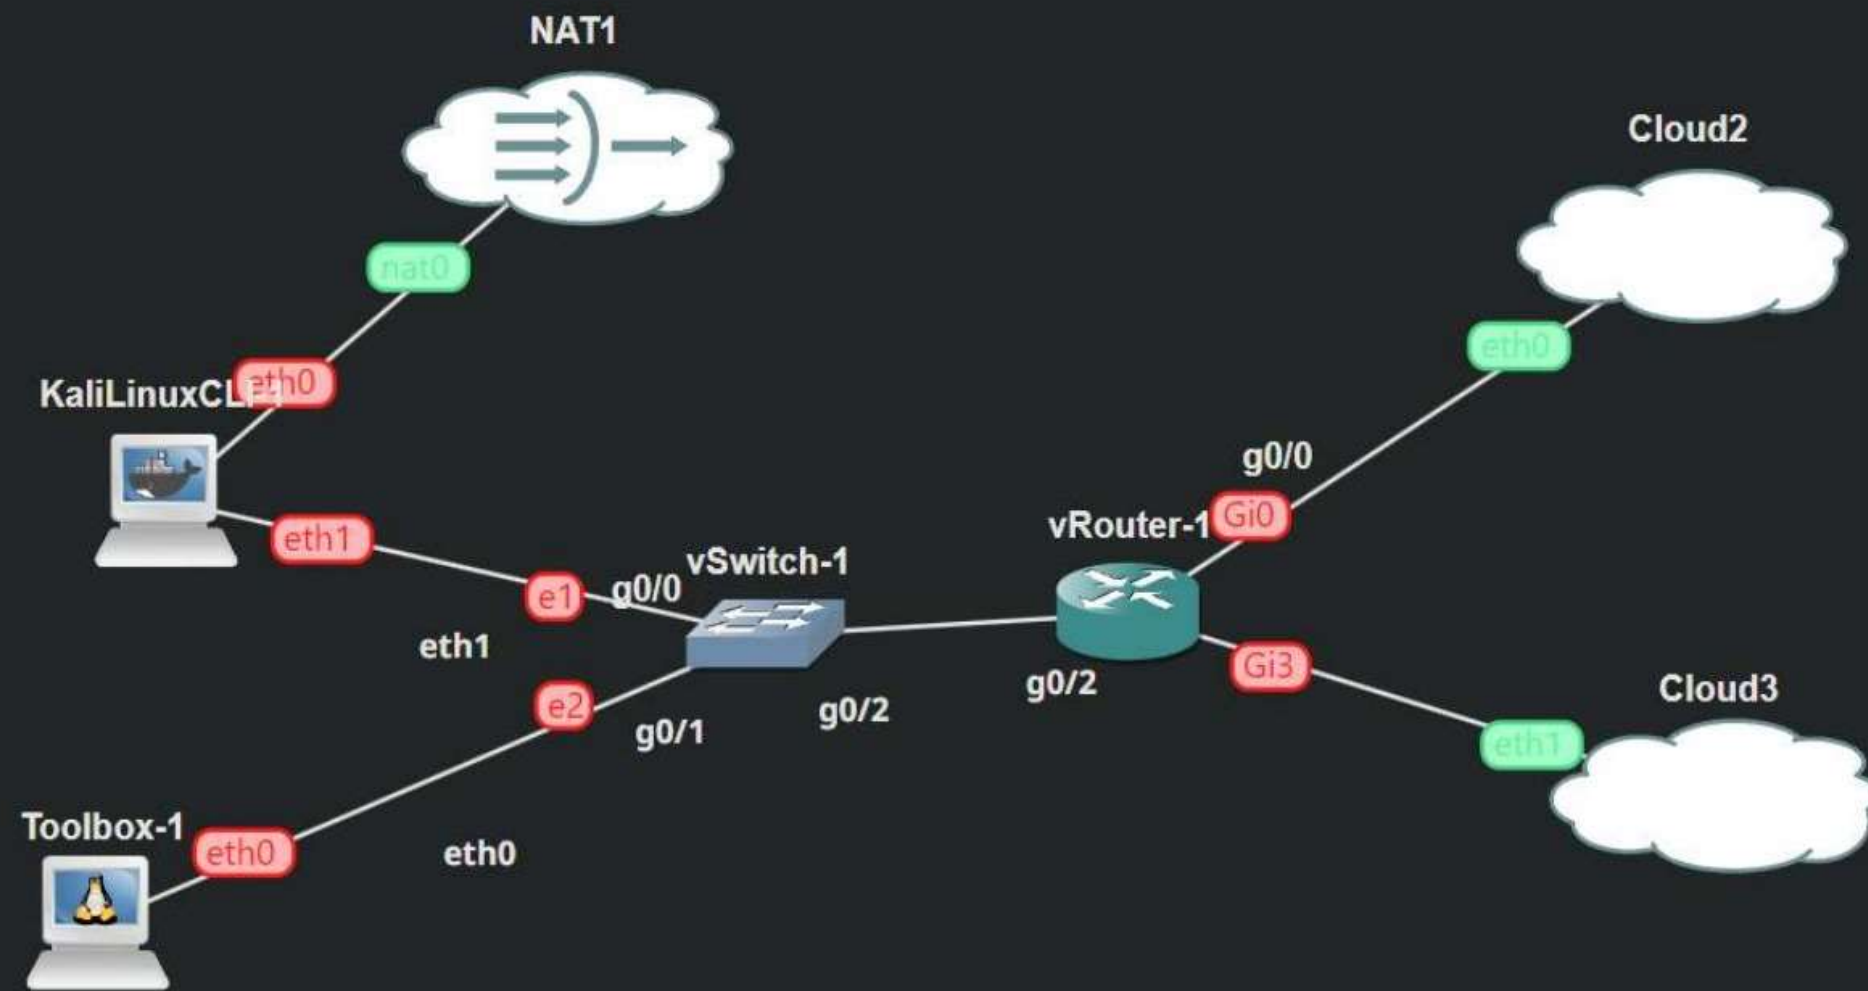 NAT1
Cloud2
nat0
eth0
eth0
KaliLinuxCLI-1
g0/0
Gi0
vRouter-1
eth1
vSwitch-1
e1
g0/0
eth1
g0/2
Gi3
e2
g0/1
g0/2
Cloud3
eth1
Toolbox-1
eth0
eth0